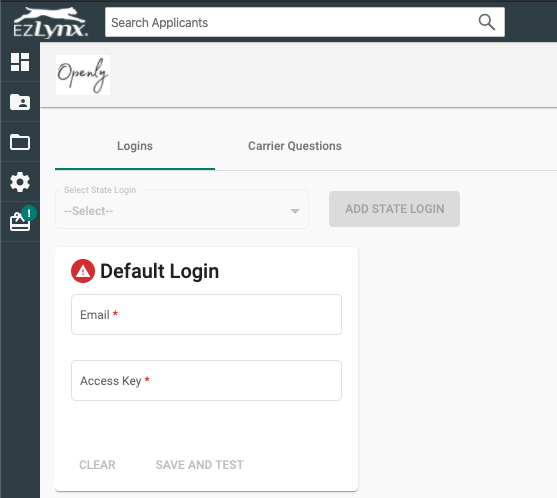 EZLynx.
Search Applicants
Openly
Logins
Carrier Questions
Select State Login
--Select--
ADD STATE LOGIN
!
Default Login
Email *
Access Key *
CLEAR
SAVE AND TEST